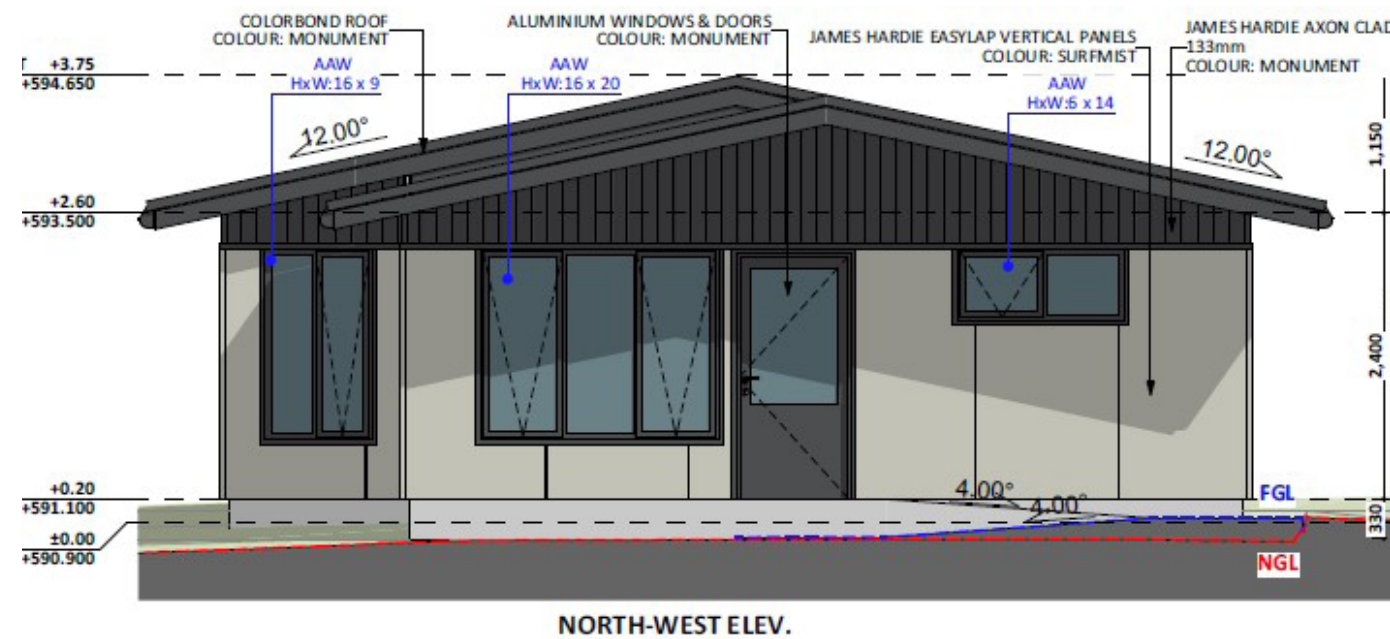 COLORBOND ROOF
COLOUR: MONUMENT
ALUMINIUM WINDOWS & DOORS
COLOUR: MONUMENT
JAMES HARDIE EASYLAP VERTICAL PANELS
COLOUR: SURFMIST
JAMES HARDIE AXON CLAD
133mm
COLOUR: MONUMENT
T +3.75
+594.650
AAW
HxW:16 x 9
AAW
HxW:16 x 20
AAW
HxW:6 x 14
12.00°
12.00°
1,150
+2.60
+593.500
2,400
+0.20
+591.100
4.00°
4.00°
FGL
330
±0.00
+590.900
NGL
NORTH-WEST ELEV.